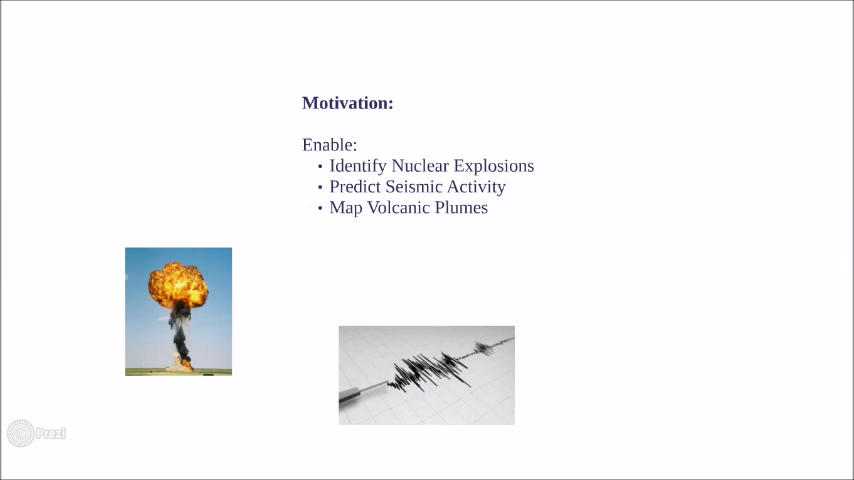 Motivation:
Enable:
• Identify Nuclear Explosions
• Predict Seismic Activity
• Map Volcanic Plumes
Prezi